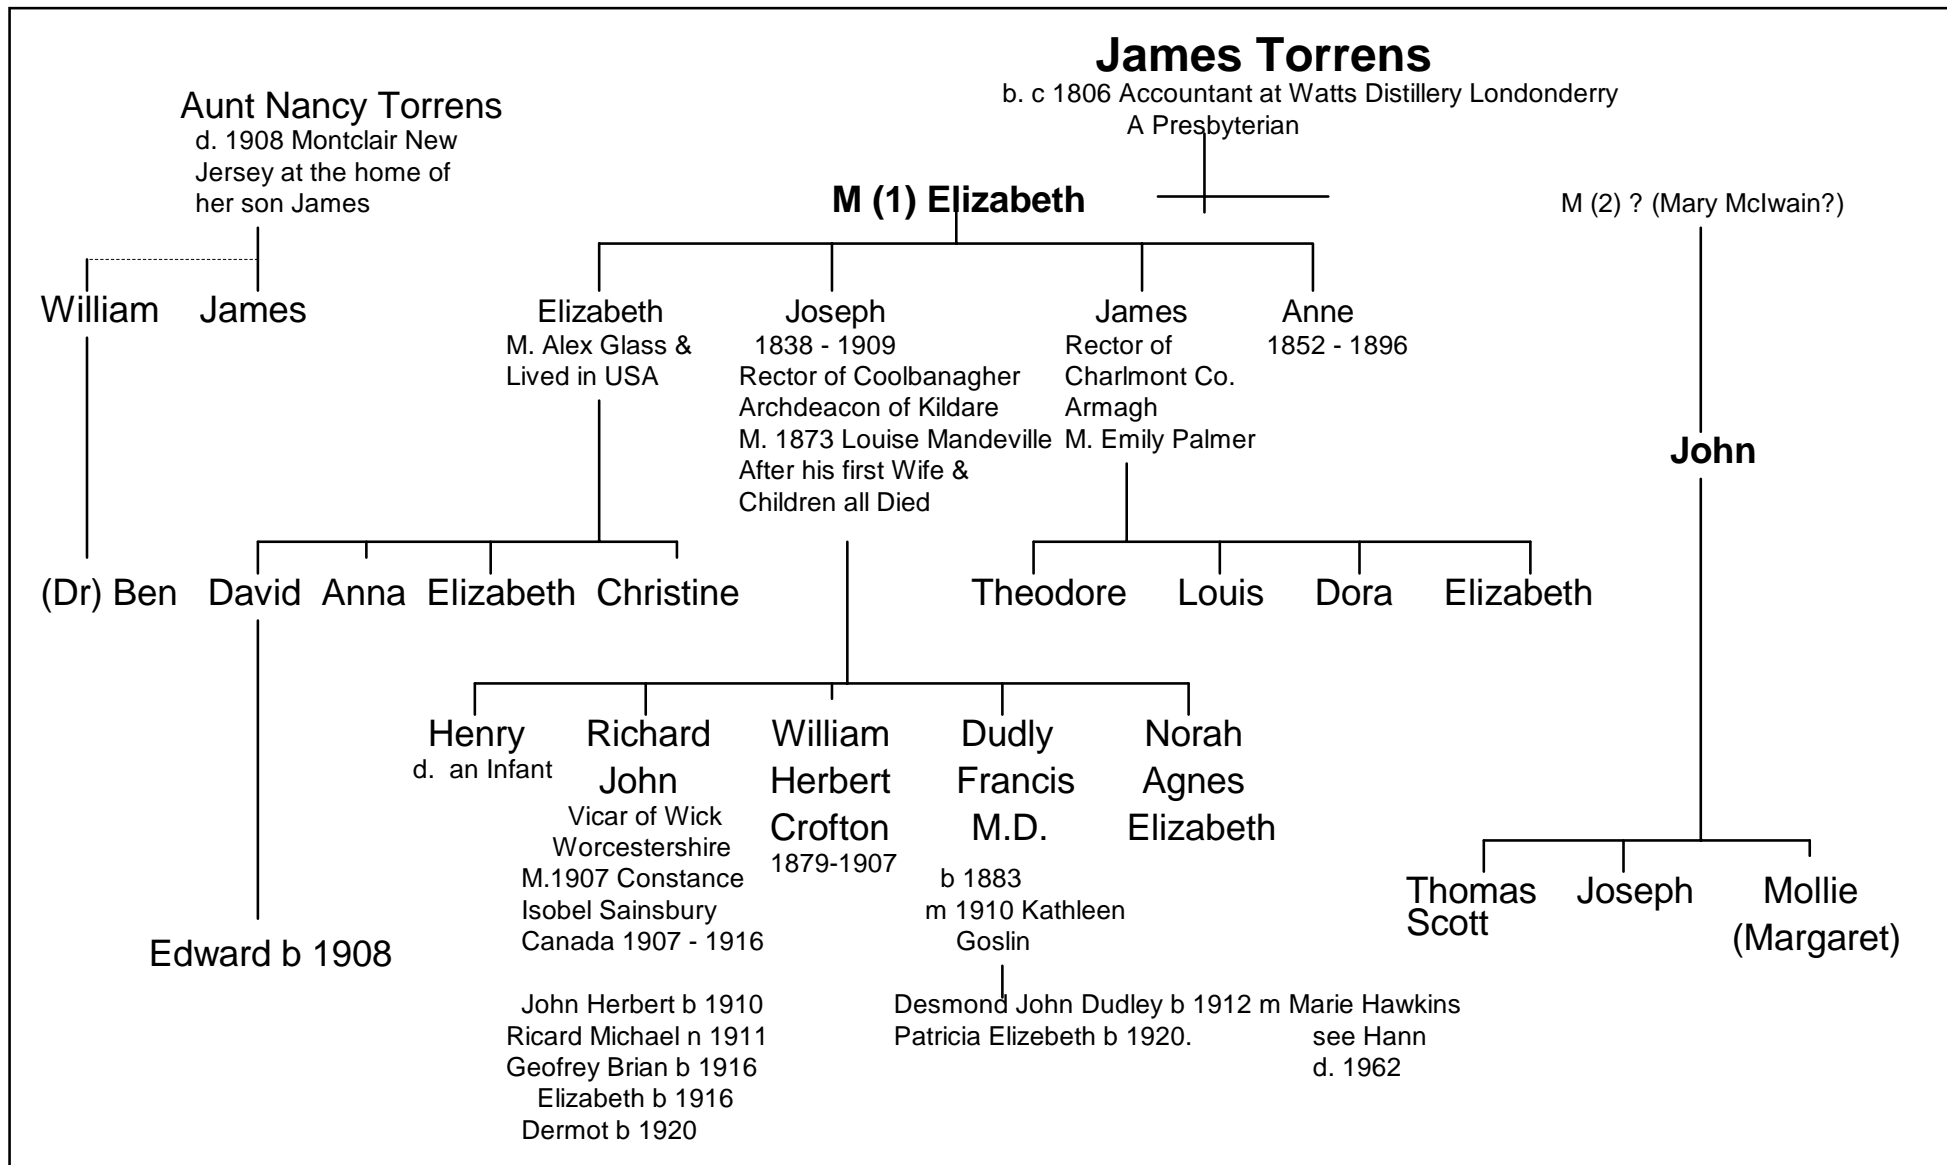 James Torrens
b. c 1806 Accountant at Watts Distillery Londonderry
A Presbyterian
Aunt Nancy Torrens
d. 1908 Montclair New
Jersey at the home of
her son James
M (1) Elizabeth
M (2) ? (Mary McIwain?)
William
James
Elizabeth
M. Alex Glass &
Lived in USA
Joseph
1838 - 1909
Rector of Coolbanagher
Archdeacon of Kildare
M. 1873 Louise Mandeville
After his first Wife &
Children all Died
James
Rector of
Charlmont Co.
Armagh
M. Emily Palmer
Anne
1852 - 1896
John
(Dr) Ben
David
Anna
Elizabeth
Christine
Theodore
Louis
Dora
Elizabeth
Henry
d. an Infant
Richard
John
Vicar of Wick
Worcestershire
M.1907 Constance
Isobel Sainsbury
Canada 1907 - 1916
William
Herbert
Crofton
1879-1907
Dudly
Francis
M.D.
b 1883
m 1910 Kathleen
Goslin
Norah
Agnes
Elizabeth
Thomas
Scott
Joseph
Mollie
(Margaret)
Edward b 1908
John Herbert b 1910
Ricard Michael n 1911
Geofrey Brian b 1916
Elizabeth b 1916
Dermot b 1920
Desmond John Dudley b 1912 m Marie Hawkins
Patricia Elizebeth b 1920.
see Hann
d. 1962